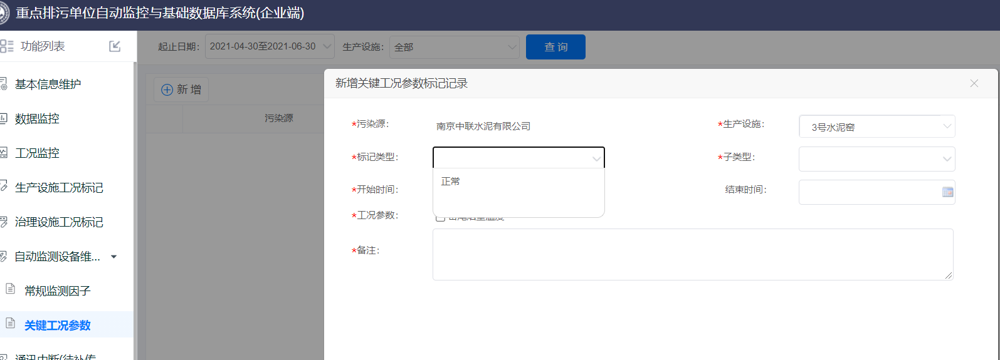 重点排污单位自动监控与基础数据库系统(企业端)
功能列表
起止日期：
2021-04-30至2021-06-30
生产设施：
全部
查 询
基本信息维护
数据监控
工况监控
生产设施工况标记
治理设施工况标记
自动监测设备维...
常规监测因子
关键工况参数
新 增
污染源
新增关键工况参数标记记录
*污染源：
南京中联水泥有限公司
*生产设施：
3号水泥窑
*标记类型：
*子类型：
正常
*开始时间：
结束时间：
*工况参数：
*备注：